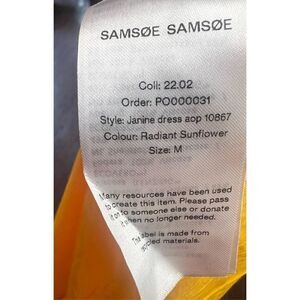 SAMSØE SAMSØE
Coll: 22.02
Order: PO000031
Style: Janine dress aop 10867
Colour: Radiant Sunflower
Size: M
Many resources have been used
to create this item. Please pass
it on to someone else or donate
it when no longer needed.
This label is made from
recycled materials.